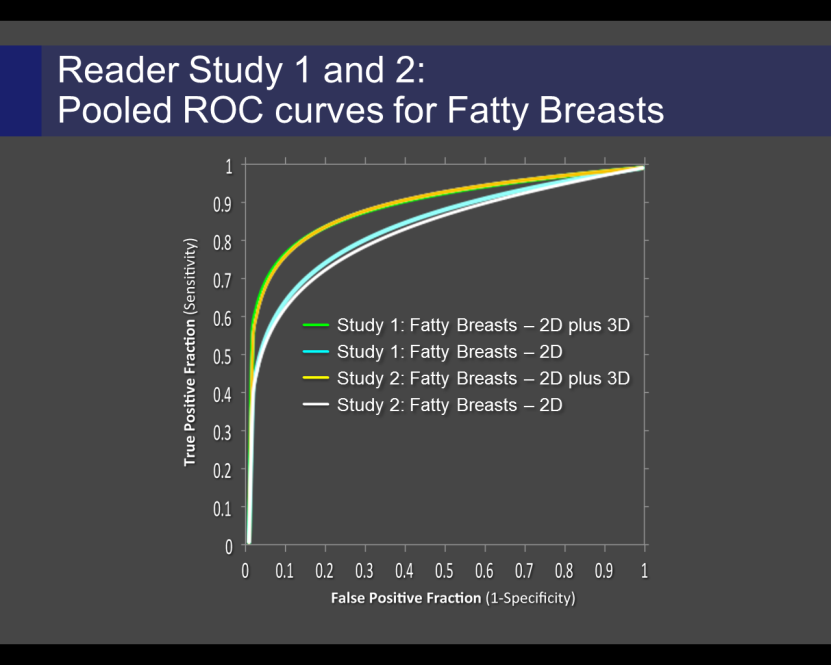 Reader Study 1 and 2:
Pooled ROC curves for Fatty Breasts
1
0.9
0.8
0.7
0.6
0.5
0.4
0.3
0.2
0.1
0
True Positive Fraction (Sensitivity)
Study 1: Fatty Breasts – 2D plus 3D
Study 1: Fatty Breasts – 2D
Study 2: Fatty Breasts – 2D plus 3D
Study 2: Fatty Breasts – 2D
0 0.1 0.2 0.3 0.4 0.5 0.6 0.7 0.8 0.9 1
False Positive Fraction (1-Specificity)